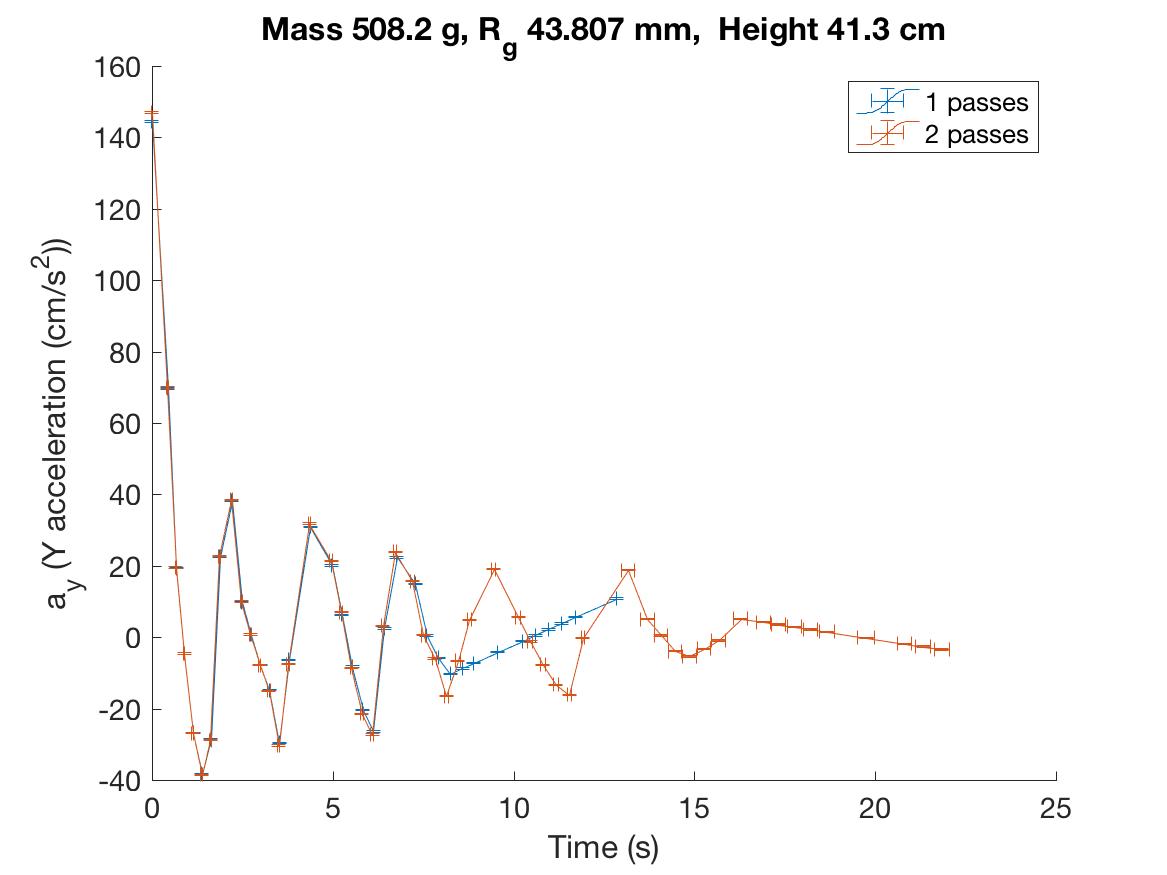 Mass 508.2 g, Rg 43.807 mm, Height 41.3 cm
1 passes
2 passes
160
140
120
100
80
60
40
20
0
-20
-40
ay (Y acceleration (cm/s2))
0 5 10 15 20 25
Time (s)